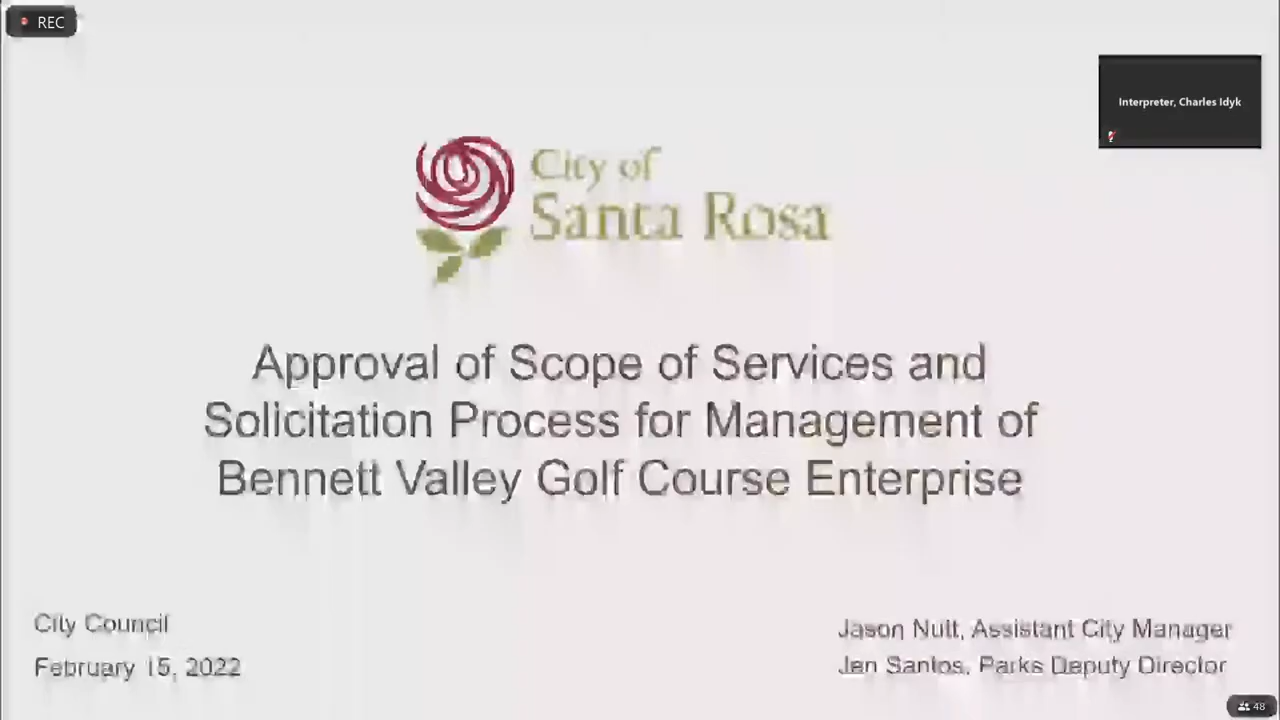 REC
Interpreter, Charles Idyk
City of
Santa Rosa
Approval of Scope of Services and
Solicitation Process for Management of
Bennett Valley Golf Course Enterprise
City Council
February 15, 2022
Jason Nutt, Assistant City Manager
Jen Santos, Parks Deputy Director
48